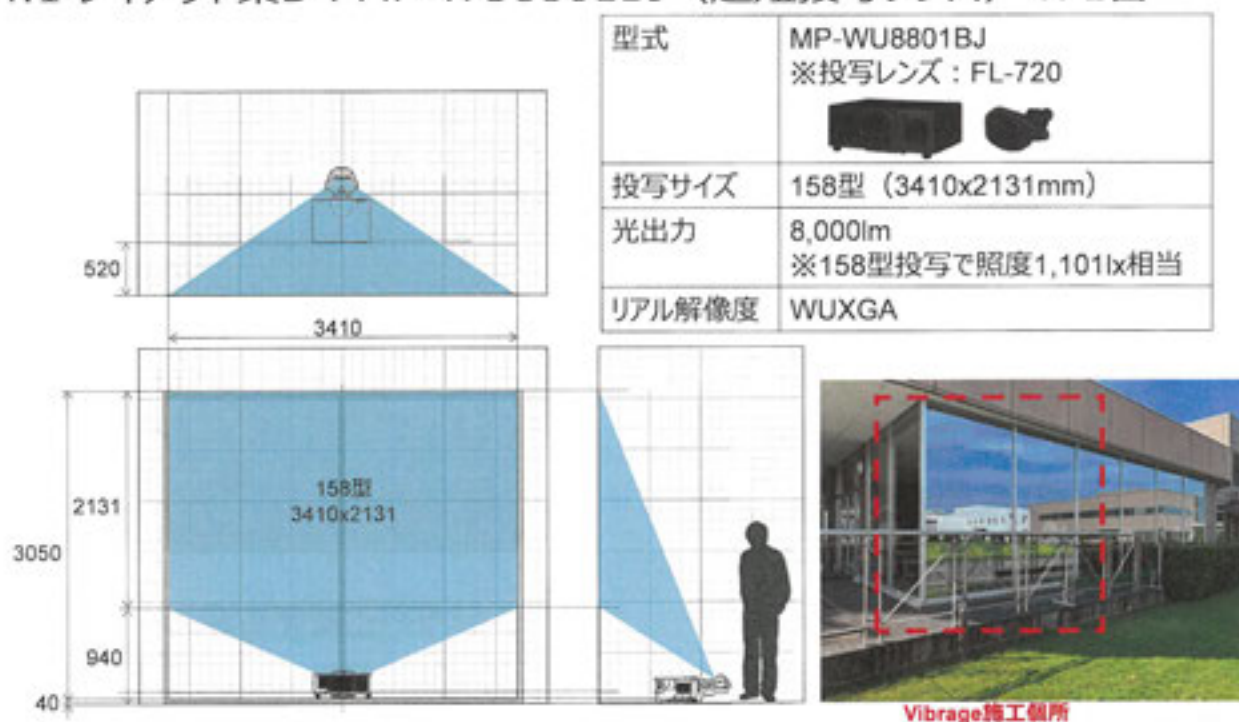 型式
MP-WU8801BJ
※投写レンズ：FL-720
投写サイズ
158型（3410x2131mm）
光出力
8,000lm
※158型投写で照度1,101lx相当
リアル解像度
WUXGA
520
3410
158型
3410x2131
2131
3050
940
40
Vibrage施工個所